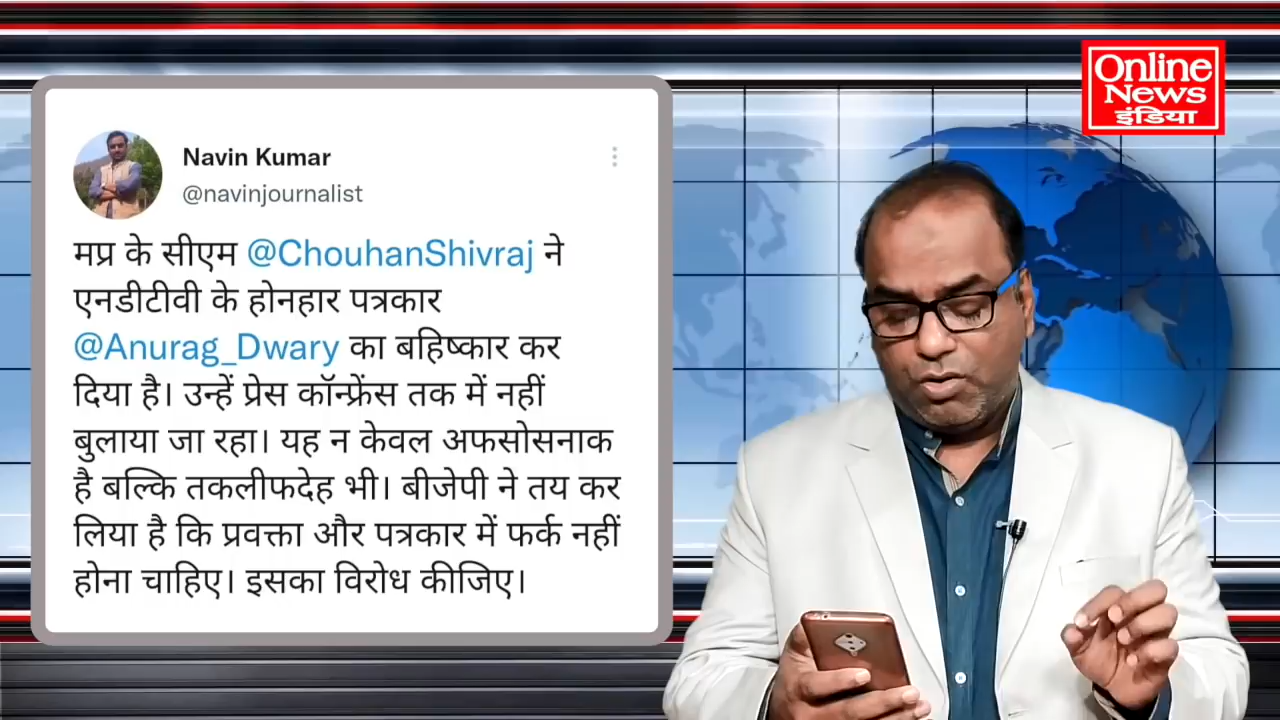 Online
News
इंडिया
Navin Kumar
@navinjournalist
मप्र के सीएम @ChouhanShivraj ने
एनडीटीवी के होनहार पत्रकार
@Anurag_Dwary का बहिष्कार कर
दिया है। उन्हें प्रेस कॉन्फ्रेंस तक में नहीं
बुलाया जा रहा। यह न केवल अफसोसनाक
है बल्कि तकलीफदेह भी। बीजेपी ने तय कर
लिया है कि प्रवक्ता और पत्रकार में फर्क नहीं
होना चाहिए। इसका विरोध कीजिए।